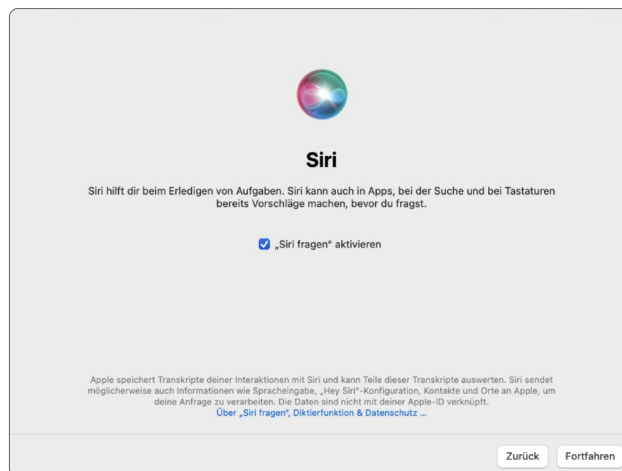 Siri
Siri hilft dir beim Erledigen von Aufgaben. Siri kann auch in Apps, bei der Suche und bei Tastaturen
bereits Vorschläge machen, bevor du fragst.
„Siri fragen“ aktivieren
Apple speichert Transkripte deiner Interaktionen mit Siri und kann Teile dieser Transkripte auswerten. Siri sendet
möglicherweise auch Informationen wie Spracheingabe, „Hey Siri“-Konfiguration, Kontakte und Orte an Apple, um
deine Anfrage zu verarbeiten. Die Daten sind nicht mit deiner Apple-ID verknüpft.
Über „Siri fragen“, Diktierfunktion & Datenschutz ...
Zurück
Fortfahren